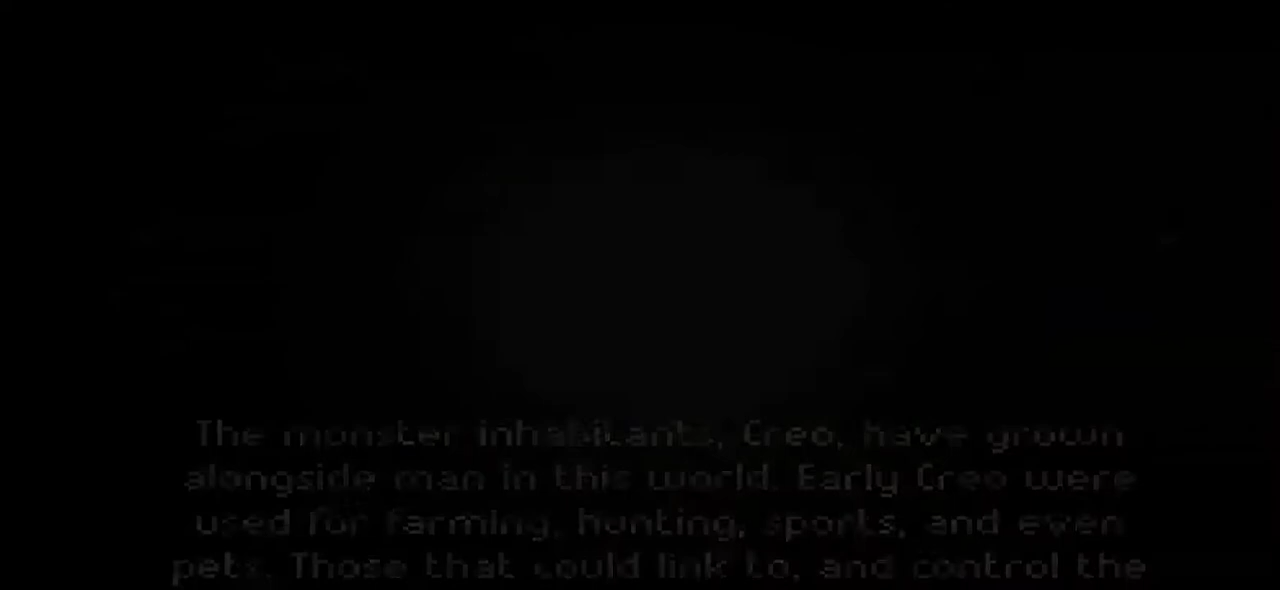 The monster inhabitants, Creo, have grown
alongside man in this world. Early Creo were
used for farming, hunting, sports, and even
pets. Those that could link to, and control the